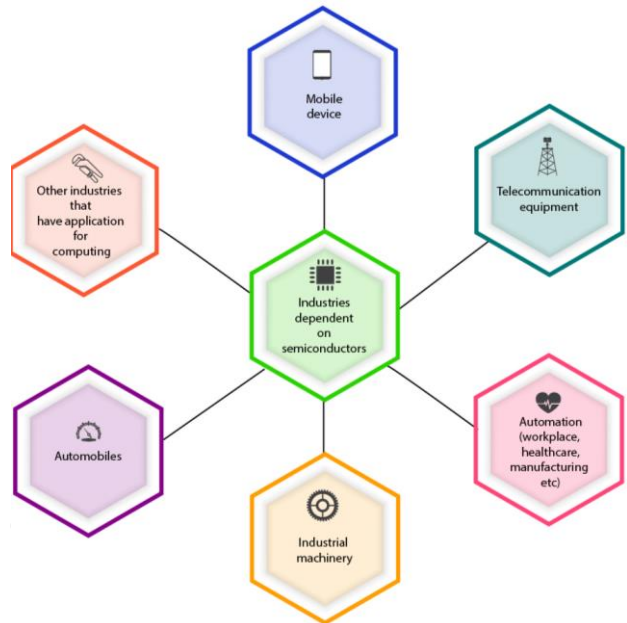 Mobile
device
Other industries
that
have application
for
computing
Telecommunication
equipment
Industries
dependent
on
semiconductors
Automobiles
Automation
(workplace,
healthcare,
manufacturing
etc)
Industrial
machinery